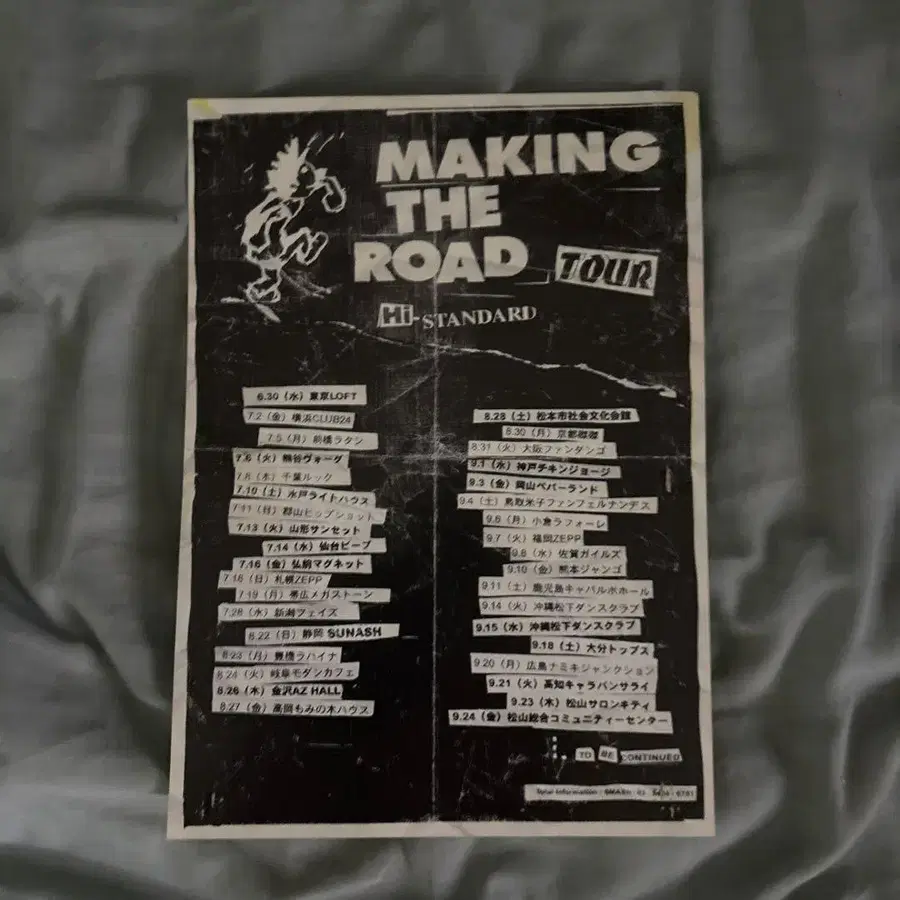 MAKING
THE
ROAD
TOUR
Hi-STANDARD
6.30 (水) 東京LOFT
7.2 (金) 横浜CLUB24
7.5 (月) 前橋ラタン
7.6 (火) 熊谷ヴォーグ
7.8 (木) 千葉ルック
7.10 (土) 水戸ライトハウス
7.11 (日) 郡山ヒップショット
7.13 (火) 山形サンセット
7.14 (水) 仙台ビーブ
7.16 (金) 弘前マグネット
7.18 (日) 札幌ZEPP
7.19 (月) 帯広メガストーン
7.28 (水) 新潟フェイズ
8.22 (日) 静岡 SUNASH
8.23 (月) 豊橋ラハイナ
8.24 (火) 岐阜モダンカフェ
8.26 (木) 金沢AZ HALL
8.27 (金) 高岡もみの木ハウス
8.28 (土) 松本市社会文化会館
8.30 (月) 京都磔磔
8.31 (火) 大阪ファンダンゴ
9.1 (水) 神戸チキンジョージ
9.3 (金) 岡山ペパーランド
9.4 (土) 鳥取米子ファンフェルナンデス
9.6 (月) 小倉ラフォーレ
9.7 (火) 福岡ZEPP
9.8 (水) 佐賀ガイルズ
9.10 (金) 熊本ジャンゴ
9.11 (土) 鹿児島キャパルボホール
9.14 (火) 沖縄松下ダンスクラブ
9.15 (水) 沖縄松下ダンスクラブ
9.18 (土) 大分トップス
9.20 (月) 広島ナミキジャンクション
9.21 (火) 高知キャラバンサライ
9.23 (木) 松山サロンキティ
9.24 (金) 松山総合コミュニティーセンター
TO BE CONTINUED
Total Information : SMASH : 03